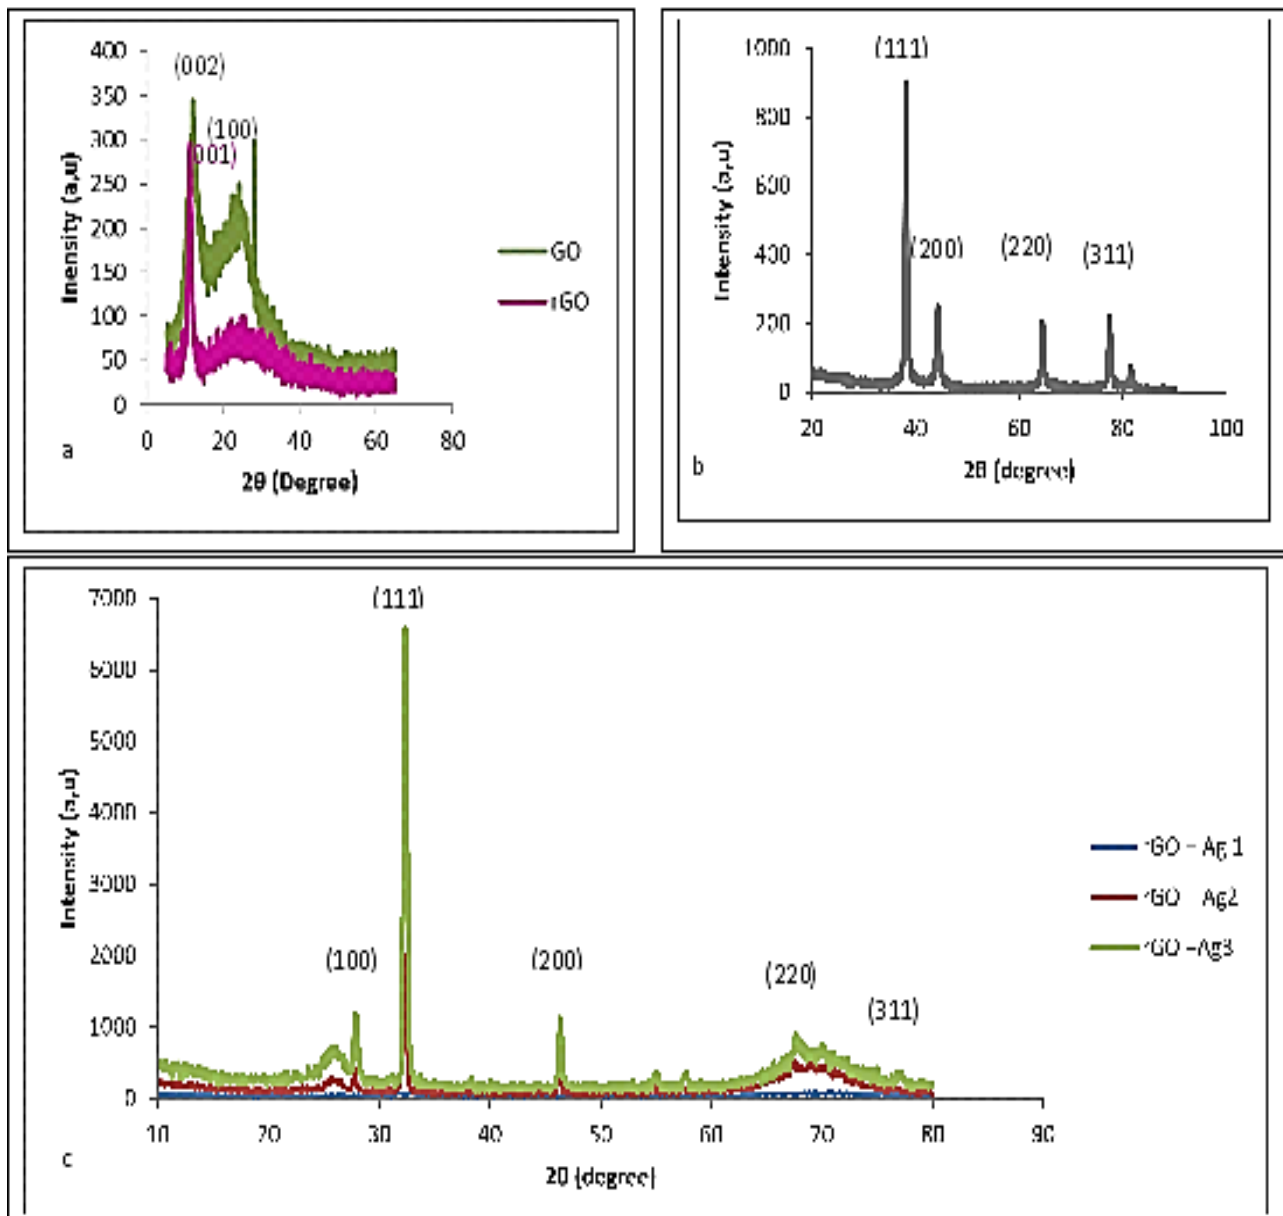 400
350
300
250
200
150
100
50
0
(002)
(100)
001)
Inensity (a,u)
GO
rGO
0 20 40 60 80
2θ (Degree)
a
1000
800
600
400
200
0
(111)
(200)
(220)
(311)
Intensity (a,u)
20 40 60 80 100
2θ (degree)
b
7000
6000
5000
4000
3000
2000
1000
0
(111)
(100)
(200)
(220)
(311)
Intensity (a,u)
rGO – Ag 1
rGO – Ag2
rGO –Ag3
10 20 30 40 50 60 70 80 90
2θ (degree)
c